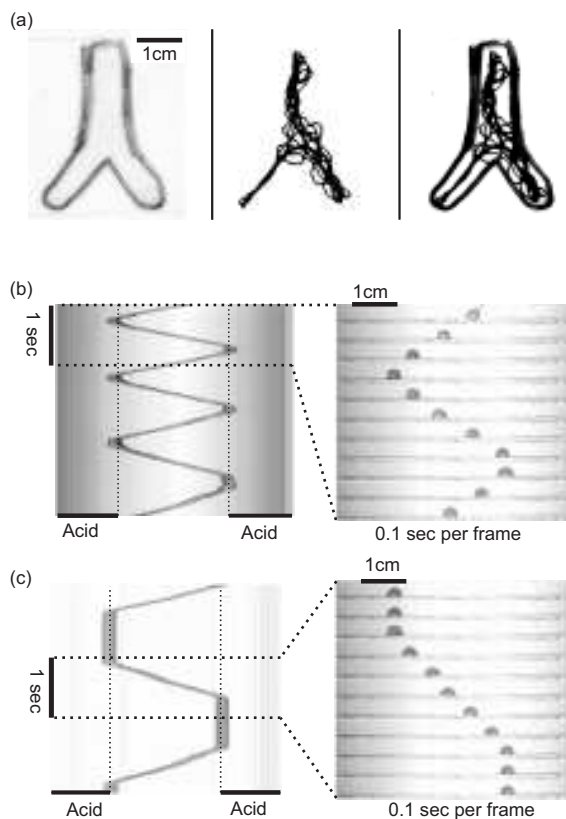 (a)
1cm
(b)
1cm
1 sec
Acid
Acid
0.1 sec per frame
(c)
1cm
1 sec
Acid
Acid
0.1 sec per frame